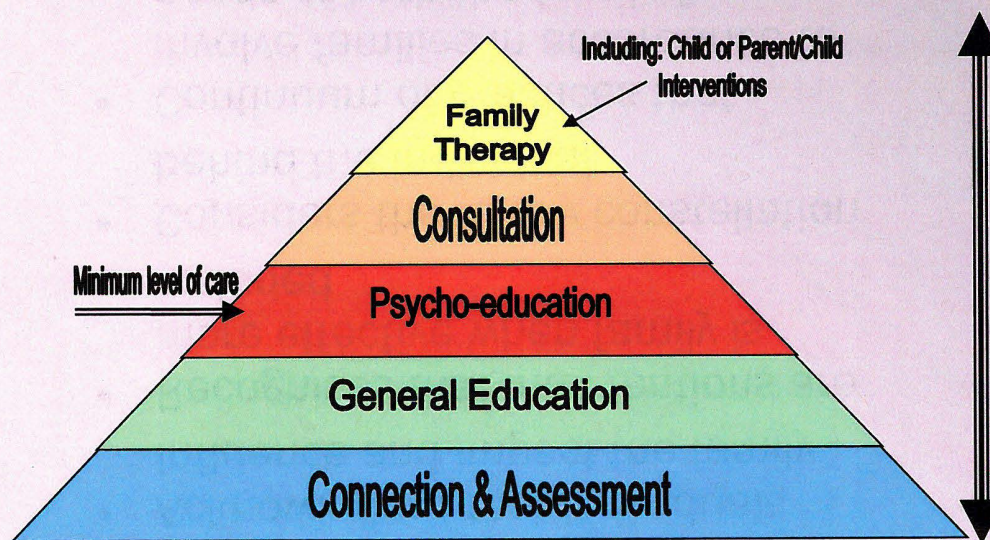 Including: Child or Parent/Child
Interventions
Family
Therapy
Consultation
Minimum level of care
Psycho-education
General Education
Connection & Assessment